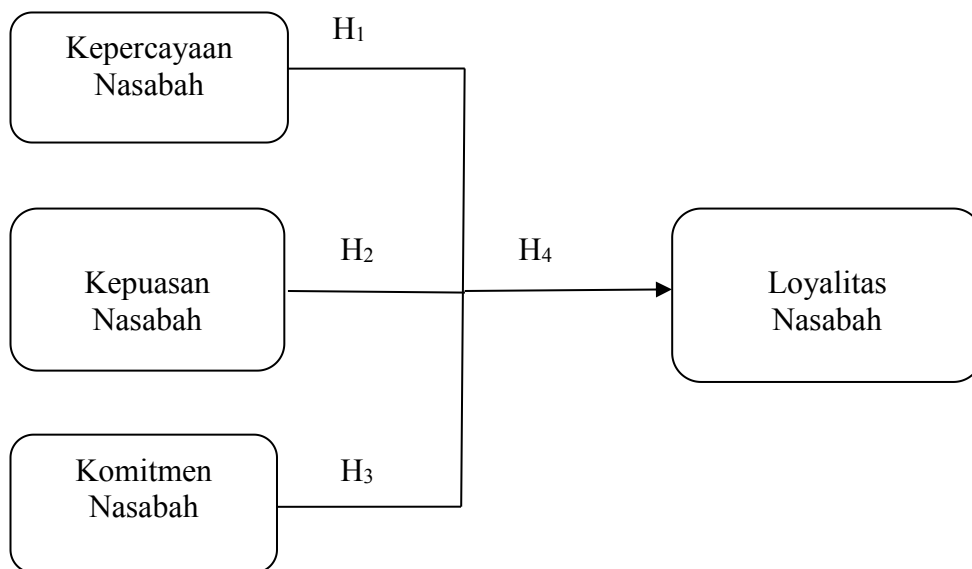 Kepercayaan
Nasabah
H₁
Kepuasan
Nasabah
H₂
H₄
Loyalitas
Nasabah
Komitmen
Nasabah
H₃